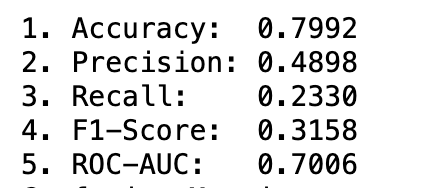 1. Accuracy: 0.7992
2. Precision: 0.4898
3. Recall: 0.2330
4. F1-Score: 0.3158
5. ROC-AUC: 0.7006